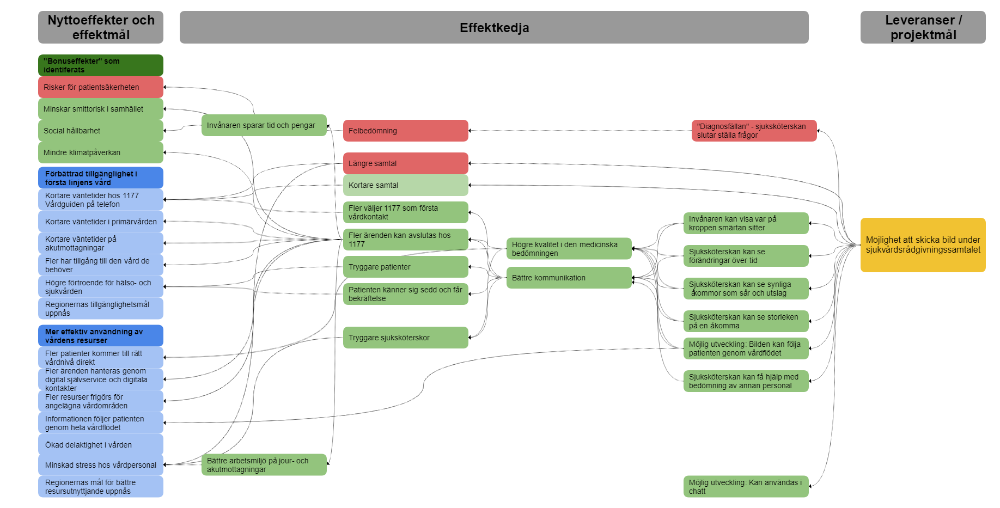 Nyttoeffekter och
effektmål
Effektkedja
Leveranser /
projektmål
"Bonuseffekter" som
identiferats
Risker för patientsäkerheten
Minskar smittorisk i samhället
Social hållbarhet
Mindre klimatpåverkan
Förbättrad tillgänglighet i
första linjens vård
Kortare väntetider hos 1177
Vårdguiden på telefon
Kortare väntetider i primärvården
Kortare väntetider på
akutmottagningar
Fler har tillgång till den vård de
behöver
Högre förtroende för hälso- och
sjukvården
Regionernas tillgänglighetsmål
uppnås
Mer effektiv användning av
vårdens resurser
Fler patienter kommer till rätt
vårdnivå direkt
Fler ärenden hanteras genom
digital självservice och digitala
kontakter
Fler resurser frigörs för
angelägna vårdområden
Informationen följer patienten
genom hela vårdflödet
Ökad delaktighet i vården
Minskad stress hos vårdpersonal
Regionernas mål för bättre
resursutnyttjande uppnås
Invånaren sparar tid och pengar
Bättre arbetsmiljö på jour- och
akutmottagningar
Felbedömning
Längre samtal
Kortare samtal
Fler väljer 1177 som första
vårdkontakt
Fler ärenden kan avslutas hos
1177
Tryggare patienter
Patienten känner sig sedd och får
bekräftelse
Tryggare sjuksköterskor
Högre kvalitet i den medicinska
bedömningen
Bättre kommunikation
"Diagnosfällan" - sjuksköterskan
slutar ställa frågor
Invånaren kan visa var på
kroppen smärtan sitter
Sjuksköterskan kan se
förändringar över tid
Sjuksköterskan kan se synliga
åkommor som sår och utslag
Sjuksköterskan kan se storleken
på en åkomma
Möjlig utveckling: Bilden kan följa
patienten genom vårdflödet
Sjuksköterskan kan få hjälp med
bedömning av annan personal
Möjlig utveckling: Kan användas i
chatt
Möjlighet att skicka bild under
sjukvårdsrådgivningssamtalet